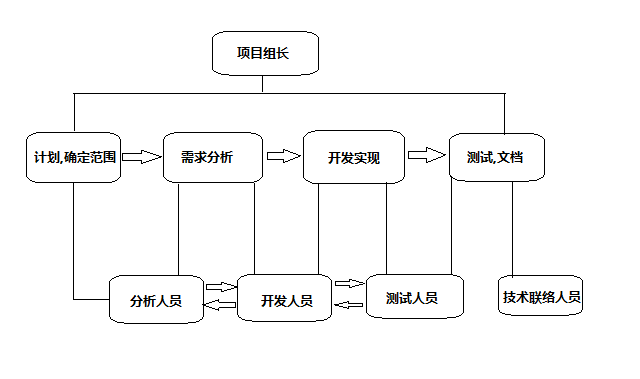 项目组长
计划,确定范围
需求分析
开发实现
测试,文档
分析人员
开发人员
测试人员
技术联络人员